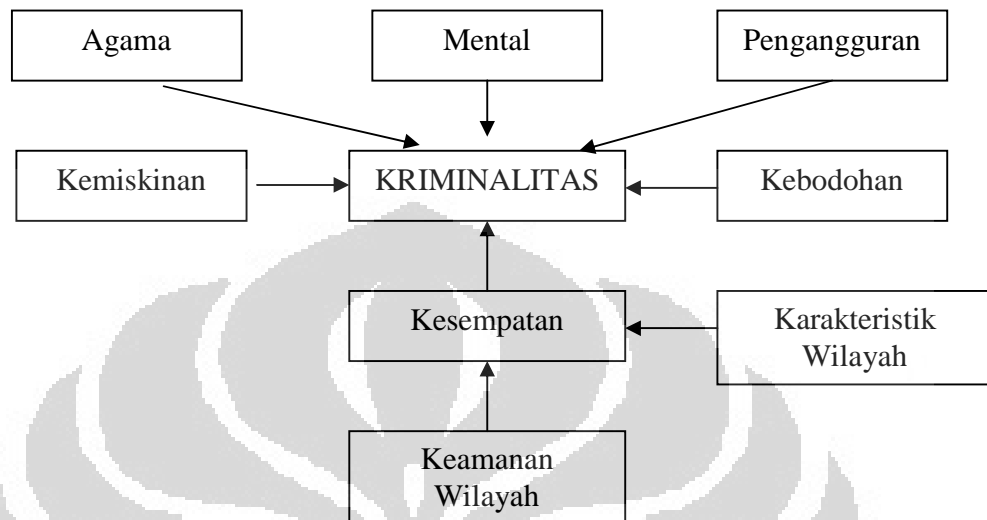 Agama
Mental
Pengangguran
Kemiskinan
KRIMINALITAS
Kebodohan
Kesempatan
Karakteristik
Wilayah
Keamanan
Wilayah